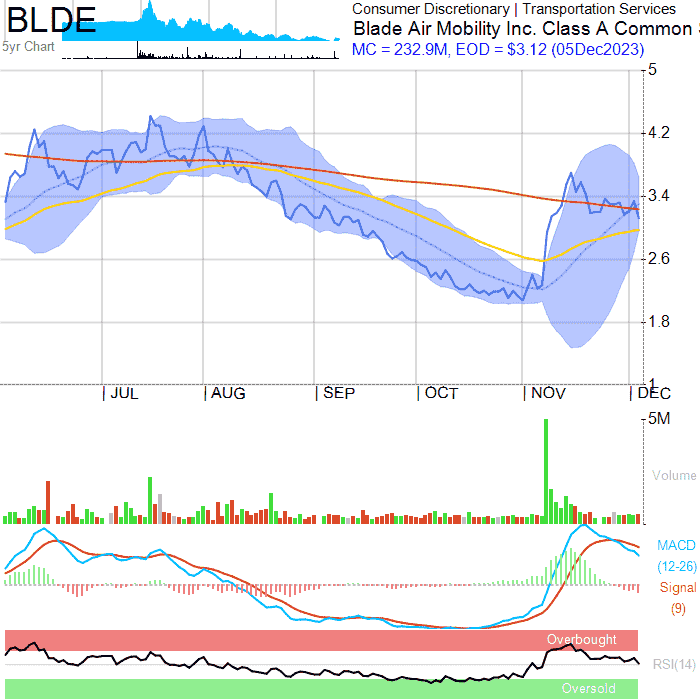 BLDE
5yr Chart
Consumer Discretionary | Transportation Services
Blade Air Mobility Inc. Class A Common
MC = 232.9M, EOD = $3.12 (05Dec2023)
5
4.2
3.4
2.6
1.8
1
JUL
AUG
SEP
OCT
NOV
DEC
5M
Volume
MACD
(12-26)
Signal
(9)
Overbought
RSI(14)
Oversold